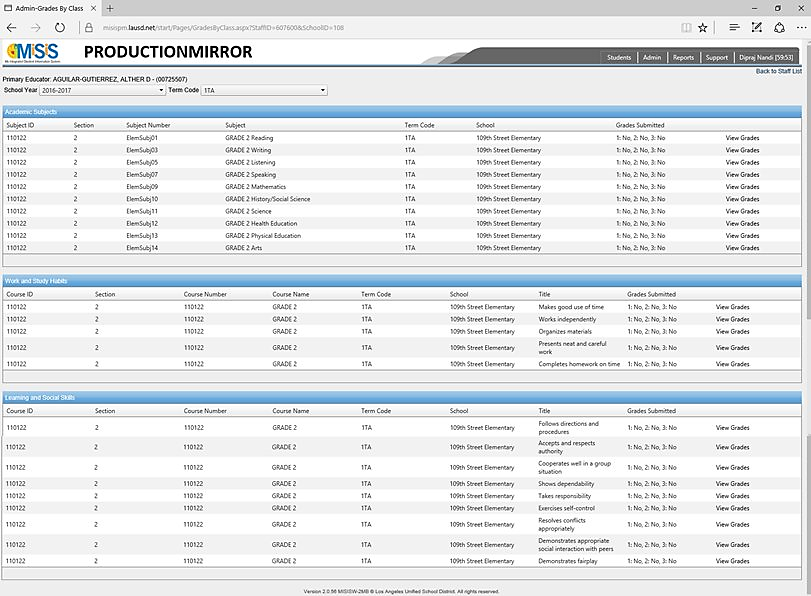 Admin-Grades By Class
misispm.lausd.net/start/Pages/GradesByClass.aspx?StaffID=607600&SchoolID=108
MiSiS PRODUCTIONMIRROR
My Integrated Student Information System
Students Admin Reports Support Dipraj Nandi [59:53]
Back to Staff List
Primary Educator: AGUILAR-GUTIERREZ, ALTHER D - (00725507)
School Year 2016-2017 Term Code 1TA
Academic Subjects
Subject ID Section Subject Number Subject Term Code School Grades Submitted
110122 2 ElemSubj01 GRADE 2 Reading 1TA 109th Street Elementary 1: No, 2: No, 3: No View Grades
110122 2 ElemSubj03 GRADE 2 Writing 1TA 109th Street Elementary 1: No, 2: No, 3: No View Grades
110122 2 ElemSubj05 GRADE 2 Listening 1TA 109th Street Elementary 1: No, 2: No, 3: No View Grades
110122 2 ElemSubj07 GRADE 2 Speaking 1TA 109th Street Elementary 1: No, 2: No, 3: No View Grades
110122 2 ElemSubj09 GRADE 2 Mathematics 1TA 109th Street Elementary 1: No, 2: No, 3: No View Grades
110122 2 ElemSubj10 GRADE 2 History/Social Science 1TA 109th Street Elementary 1: No, 2: No, 3: No View Grades
110122 2 ElemSubj11 GRADE 2 Science 1TA 109th Street Elementary 1: No, 2: No, 3: No View Grades
110122 2 ElemSubj12 GRADE 2 Health Education 1TA 109th Street Elementary 1: No, 2: No, 3: No View Grades
110122 2 ElemSubj13 GRADE 2 Physical Education 1TA 109th Street Elementary 1: No, 2: No, 3: No View Grades
110122 2 ElemSubj14 GRADE 2 Arts 1TA 109th Street Elementary 1: No, 2: No, 3: No View Grades
Work and Study Habits
Course ID Section Course Number Course Name Term Code School Title Grades Submitted
110122 2 110122 GRADE 2 1TA 109th Street Elementary Makes good use of time 1: No, 2: No, 3: No View Grades
110122 2 110122 GRADE 2 1TA 109th Street Elementary Works independently 1: No, 2: No, 3: No View Grades
110122 2 110122 GRADE 2 1TA 109th Street Elementary Organizes materials 1: No, 2: No, 3: No View Grades
110122 2 110122 GRADE 2 1TA 109th Street Elementary Presents neat and careful work 1: No, 2: No, 3: No View Grades
110122 2 110122 GRADE 2 1TA 109th Street Elementary Completes homework on time 1: No, 2: No, 3: No View Grades
Learning and Social Skills
Course ID Section Course Number Course Name Term Code School Title Grades Submitted
110122 2 110122 GRADE 2 1TA 109th Street Elementary Follows directions and procedures 1: No, 2: No, 3: No View Grades
110122 2 110122 GRADE 2 1TA 109th Street Elementary Accepts and respects authority 1: No, 2: No, 3: No View Grades
110122 2 110122 GRADE 2 1TA 109th Street Elementary Cooperates well in a group situation 1: No, 2: No, 3: No View Grades
110122 2 110122 GRADE 2 1TA 109th Street Elementary Shows dependability 1: No, 2: No, 3: No View Grades
110122 2 110122 GRADE 2 1TA 109th Street Elementary Takes responsibility 1: No, 2: No, 3: No View Grades
110122 2 110122 GRADE 2 1TA 109th Street Elementary Exercises self-control 1: No, 2: No, 3: No View Grades
110122 2 110122 GRADE 2 1TA 109th Street Elementary Resolves conflicts appropriately 1: No, 2: No, 3: No View Grades
110122 2 110122 GRADE 2 1TA 109th Street Elementary Demonstrates appropriate social interaction with peers 1: No, 2: No, 3: No View Grades
110122 2 110122 GRADE 2 1TA 109th Street Elementary Demonstrates fairplay 1: No, 2: No, 3: No View Grades
Version 2.0.56 MISISW-2MB © Los Angeles Unified School District. All rights reserved.